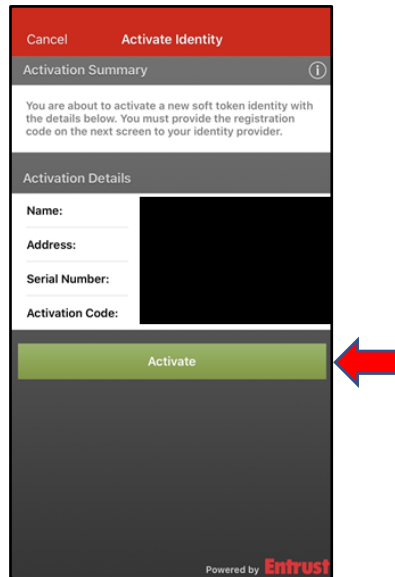 Cancel Activate Identity
Activation Summary
You are about to activate a new soft token identity with
the details below. You must provide the registration
code on the next screen to your identity provider.
Activation Details
Name:
Address:
Serial Number:
Activation Code:
Activate
Powered by Entrust